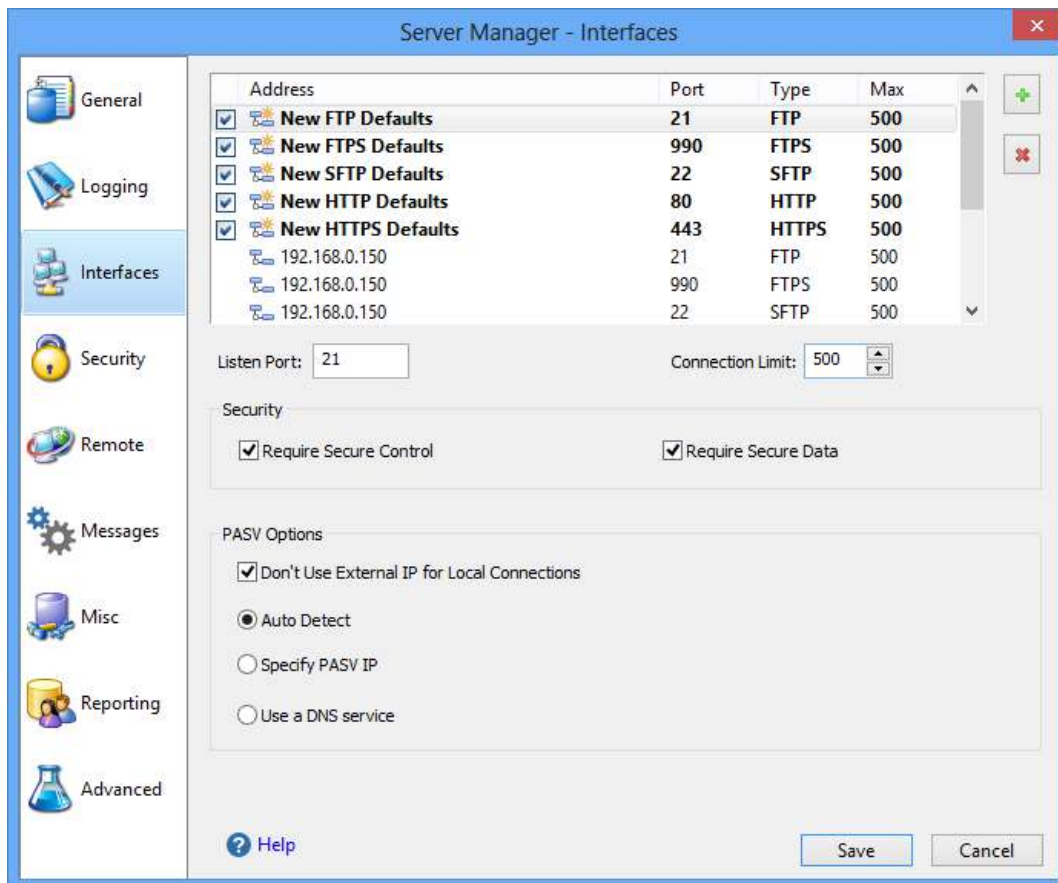 Server Manager - Interfaces
General
Logging
Interfaces
Security
Remote
Messages
Misc
Reporting
Advanced
Address Port Type Max
New FTP Defaults 21 FTP 500
New FTPS Defaults 990 FTPS 500
New SFTP Defaults 22 SFTP 500
New HTTP Defaults 80 HTTP 500
New HTTPS Defaults 443 HTTPS 500
192.168.0.150 21 FTP 500
192.168.0.150 990 FTPS 500
192.168.0.150 22 SFTP 500
Listen Port: 21 Connection Limit: 500
Security
Require Secure Control Require Secure Data
PASV Options
Don't Use External IP for Local Connections
Auto Detect
Specify PASV IP
Use a DNS service
Help Save Cancel